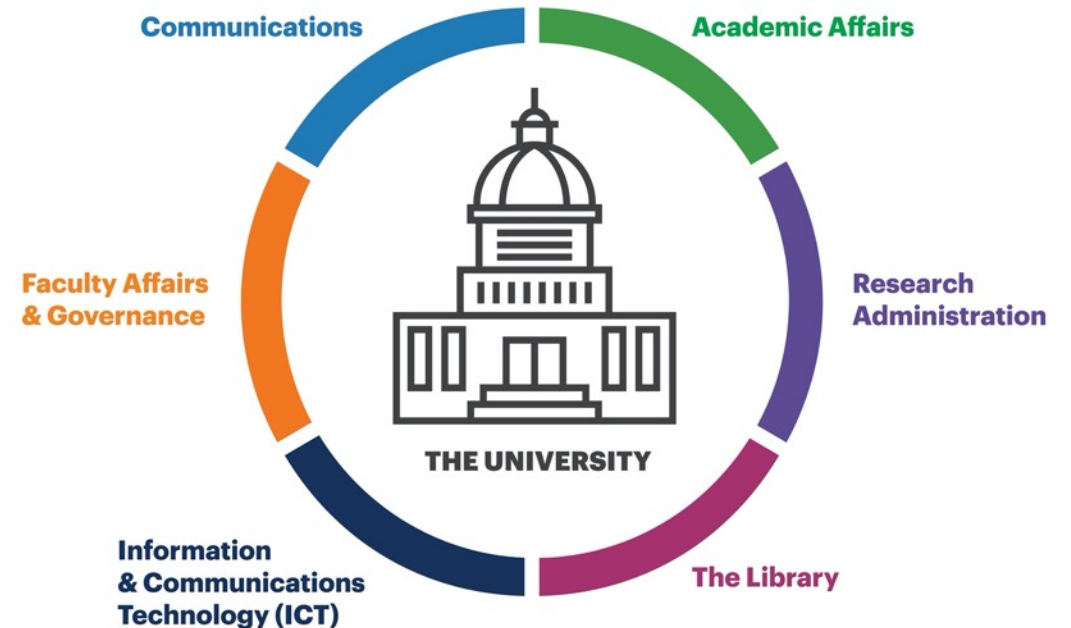 Communications
Academic Affairs
Faculty Affairs
& Governance
Research
Administration
THE UNIVERSITY
Information
& Communications
Technology (ICT)
The Library